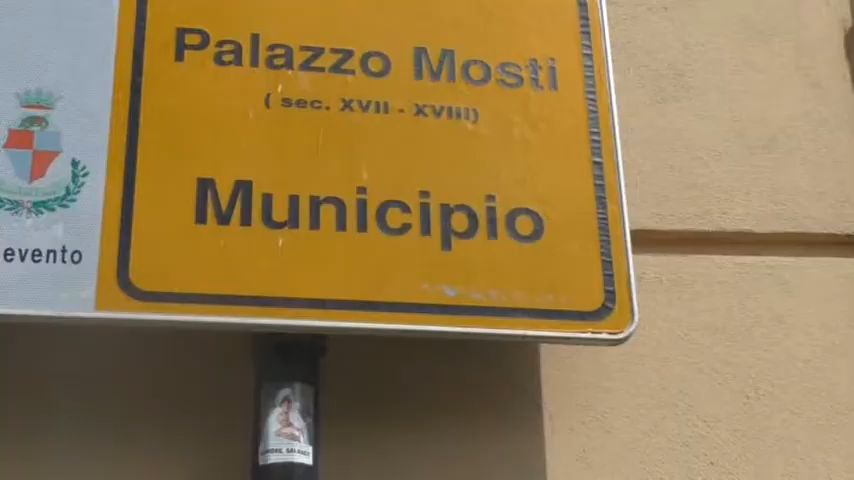 Palazzo Mosti
( sec. XVII - XVIII)
Municipio
evento